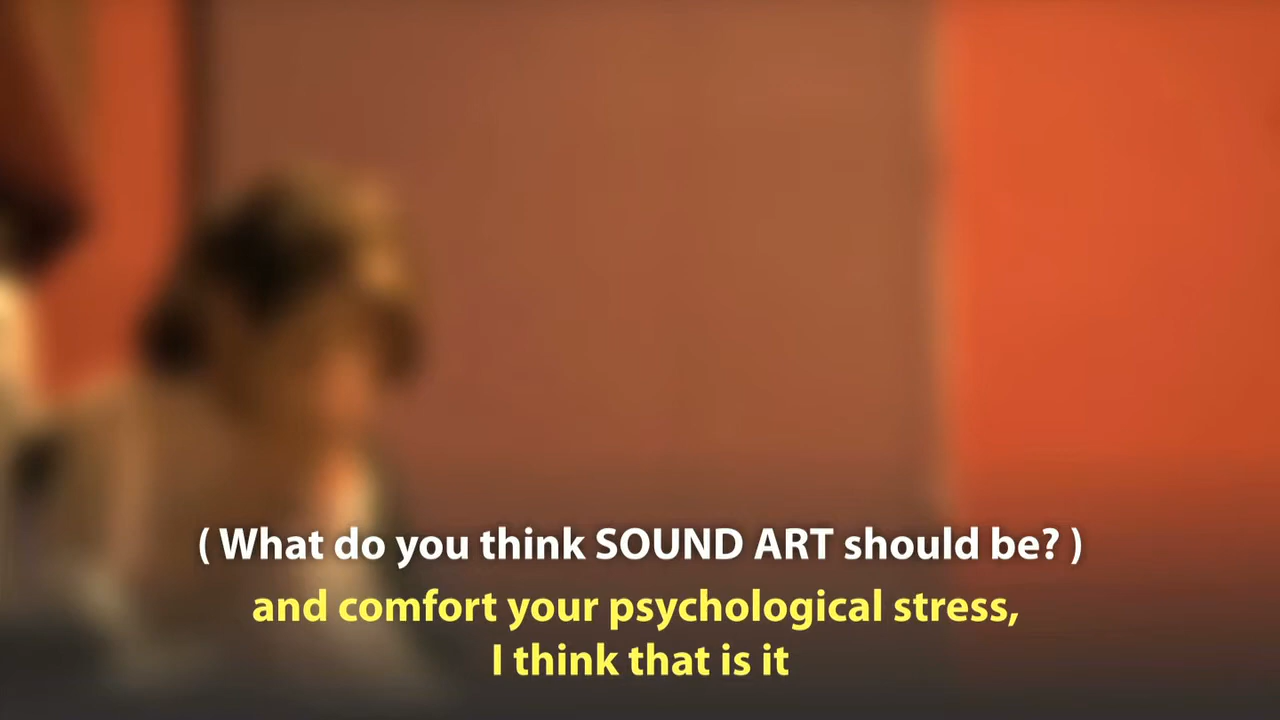 ( What do you think SOUND ART should be? )
and comfort your psychological stress,
I think that is it